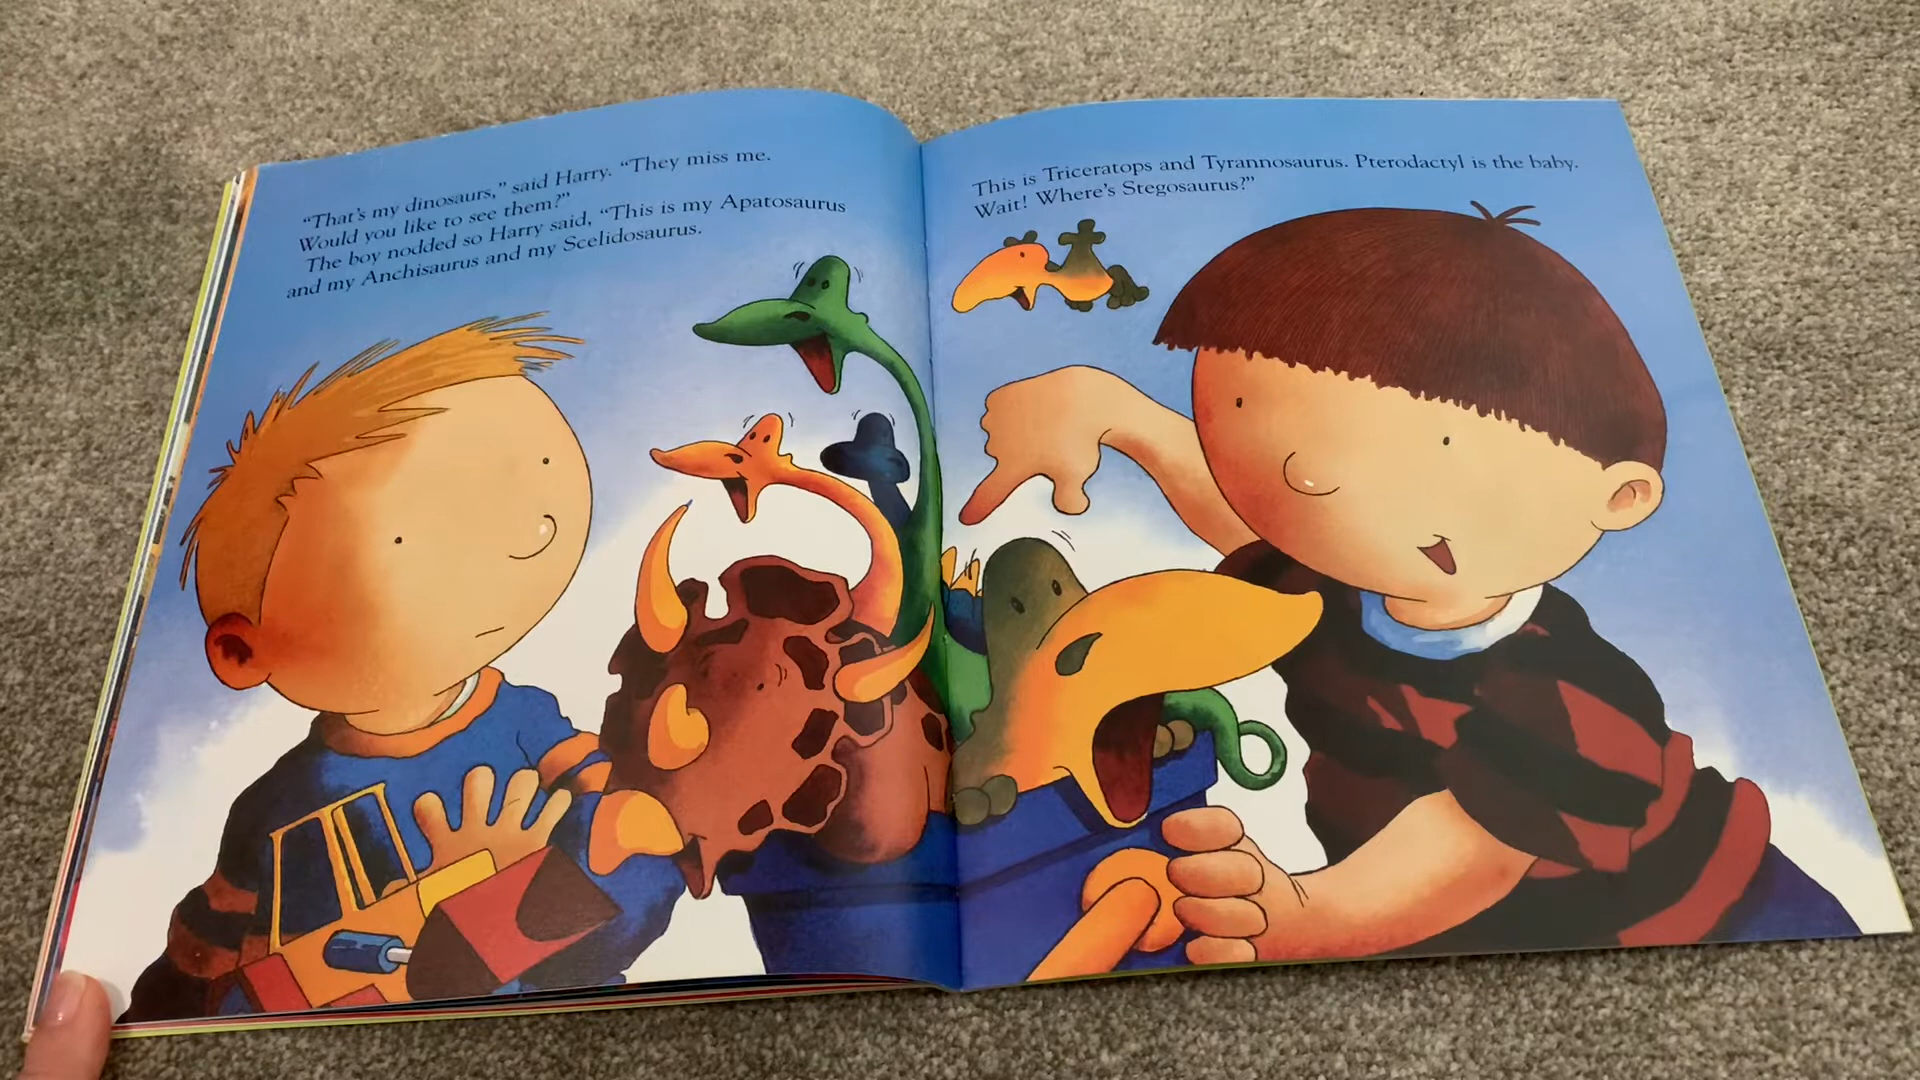 "That's my dinosaurs," said Harry. "They miss me.
Would you like to see them?"
The boy nodded so Harry said, "This is my Apatosaurus
and my Anchisaurus and my Scelidosaurus.
This is Triceratops and Tyrannosaurus. Pterodactyl is the baby.
Wait! Where's Stegosaurus?"